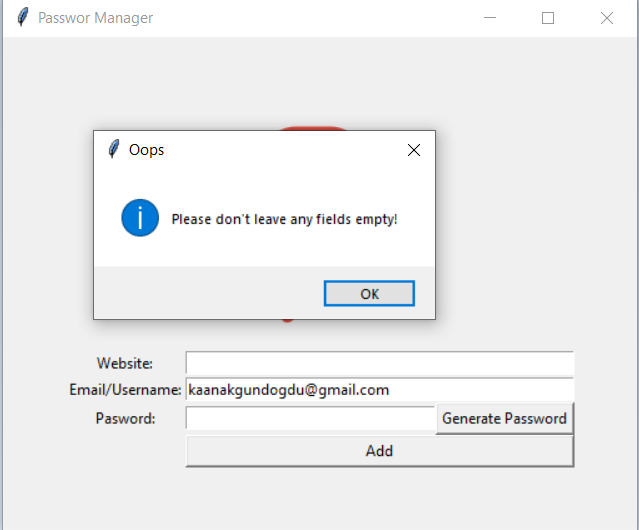 Passwor Manager
Oops
Please don't leave any fields empty!
OK
Website:
Email/Username: kaanakgundogdu@gmail.com
Pasword: Generate Password
Add